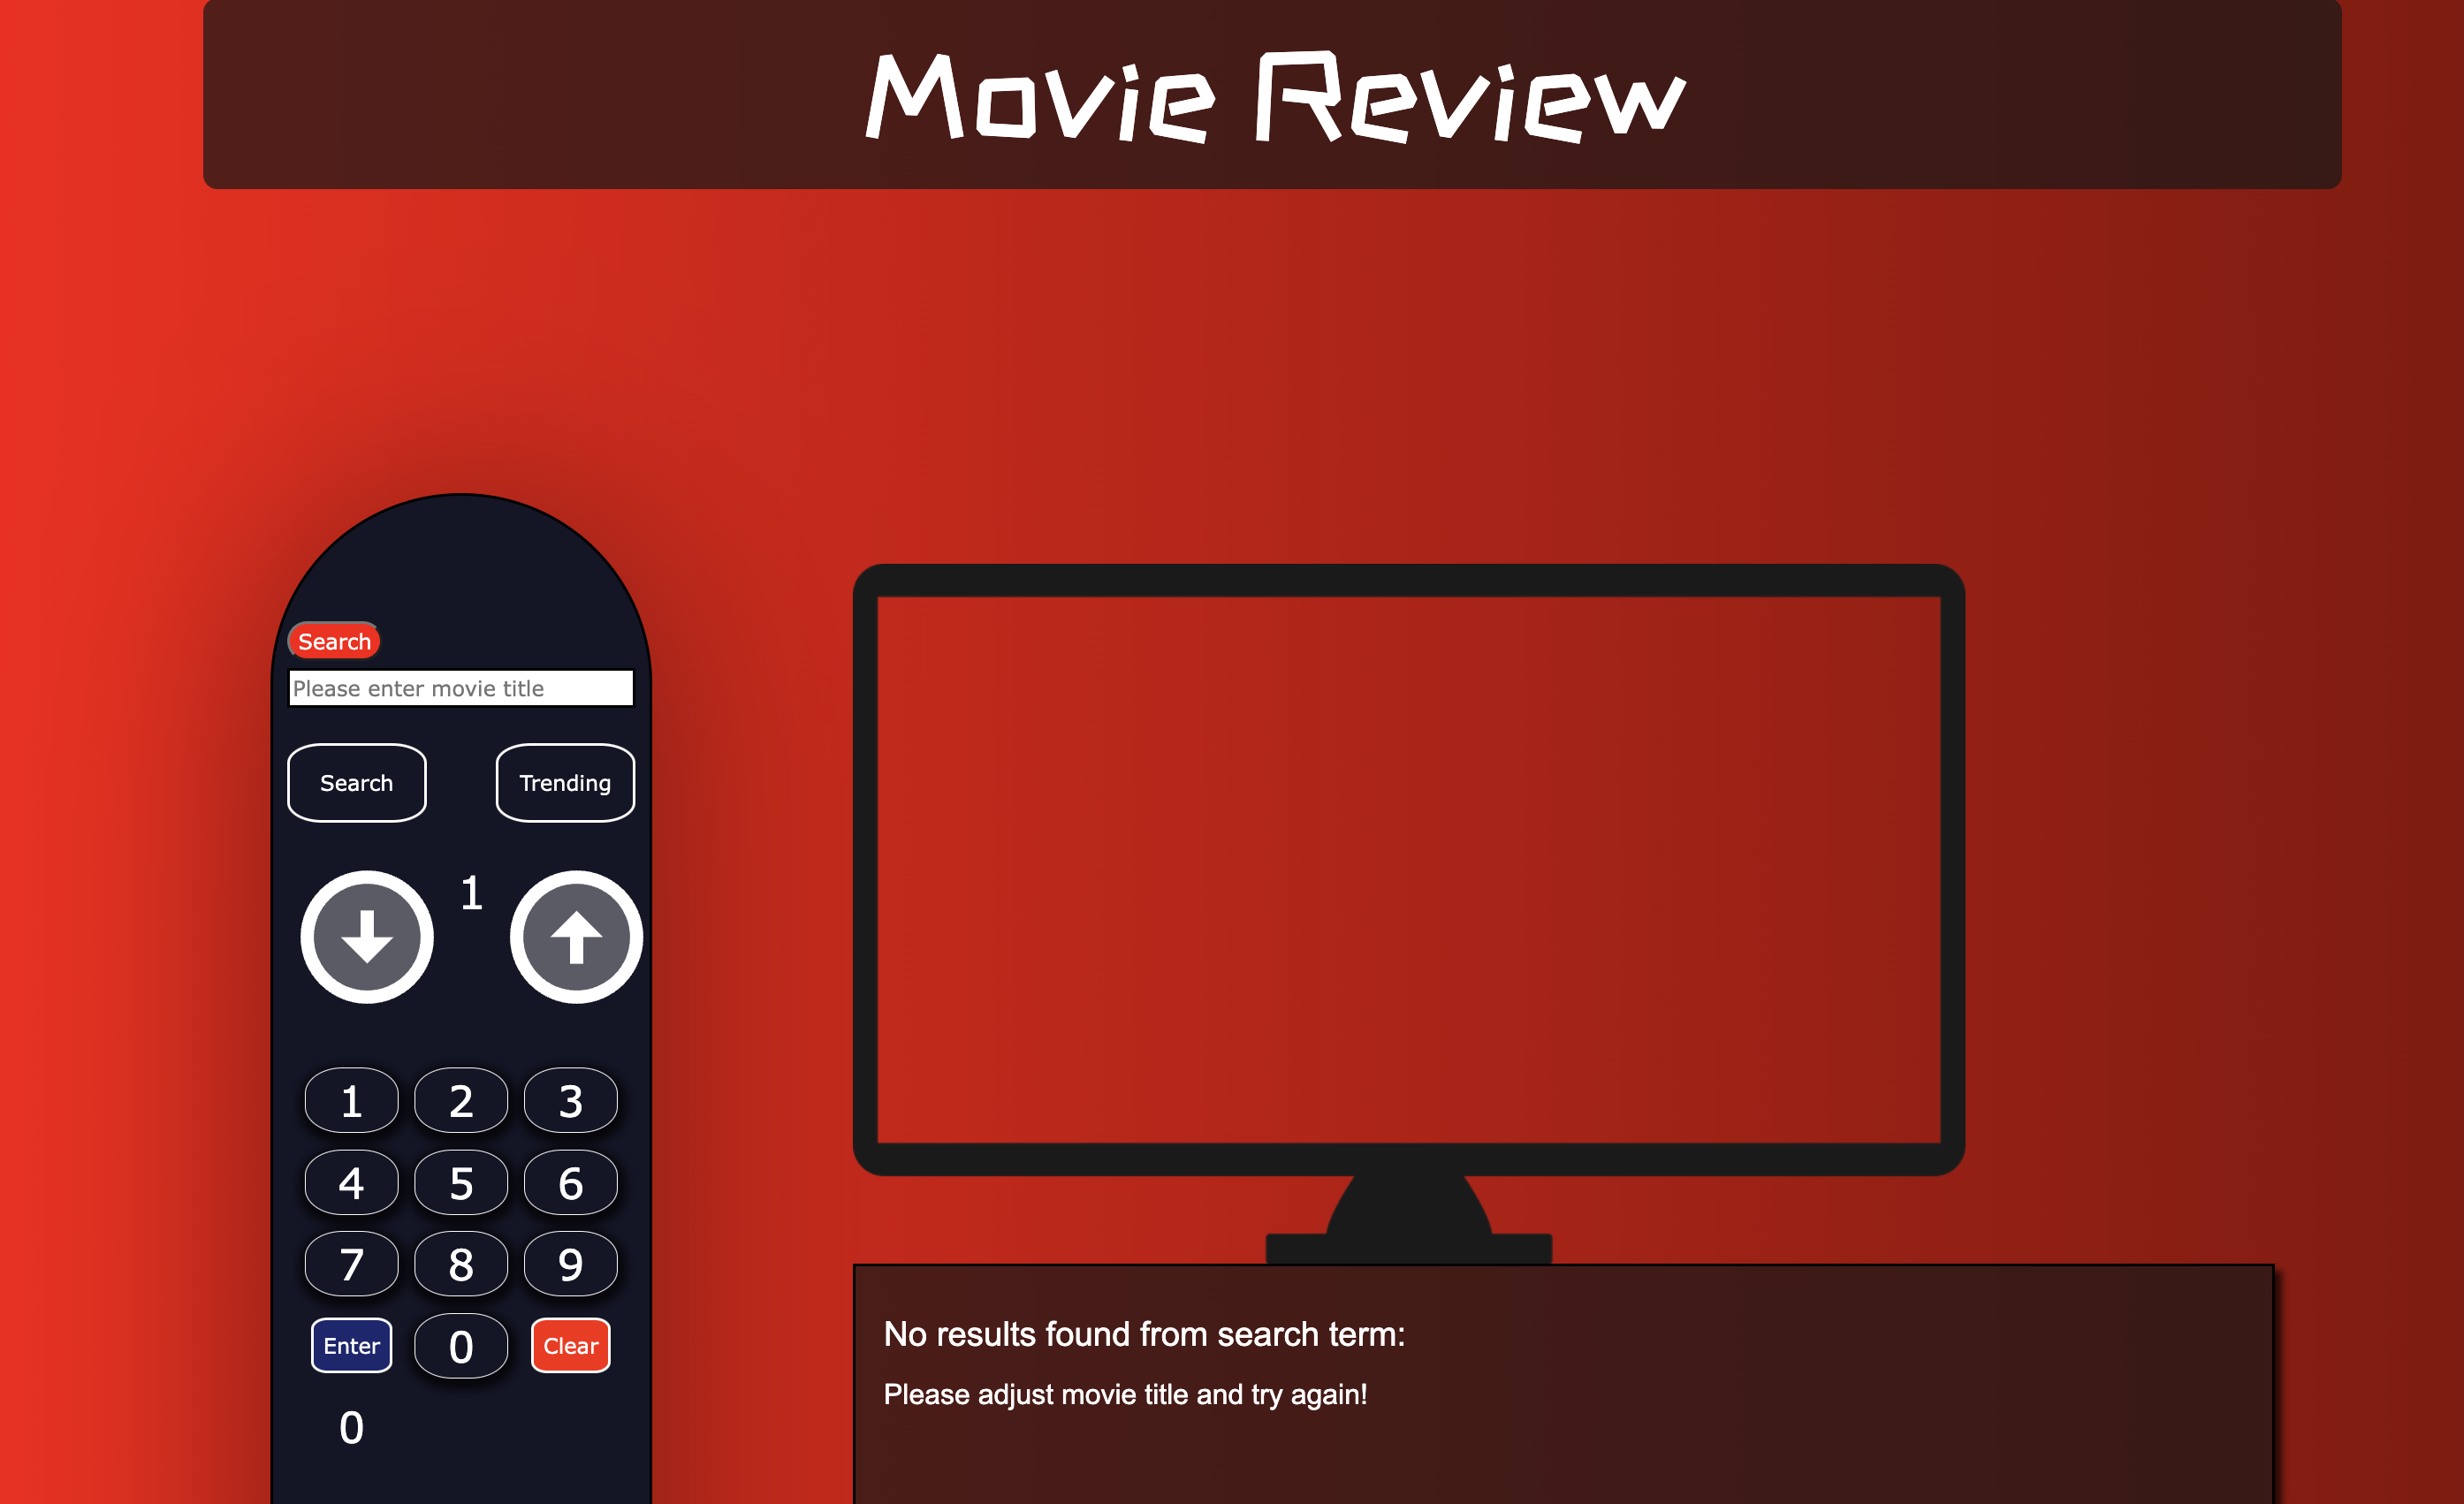 Movie Review
Search
Please enter movie title
Search Trending
1
1 2 3
4 5 6
7 8 9
Enter 0 Clear
0
No results found from search term:
Please adjust movie title and try again!